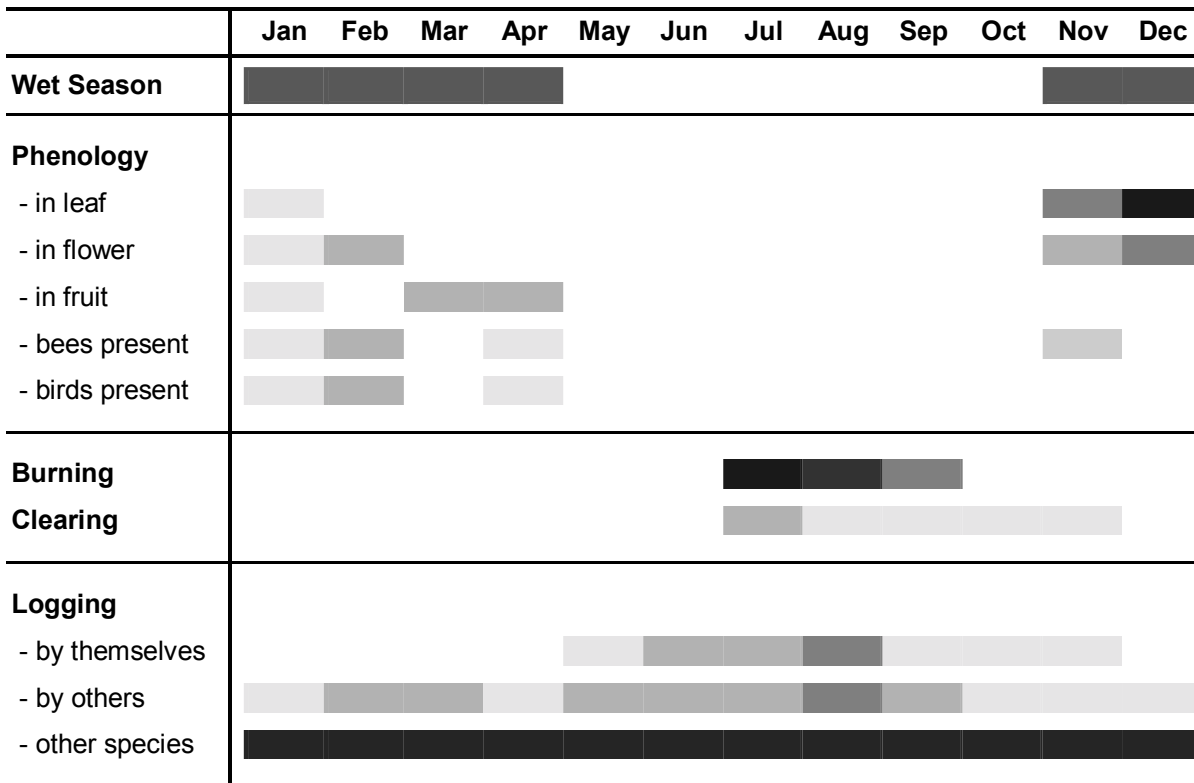 Jan Feb Mar Apr May Jun Jul Aug Sep Oct Nov Dec
Wet Season
Phenology
- in leaf
- in flower
- in fruit
- bees present
- birds present
Burning
Clearing
Logging
- by themselves
- by others
- other species